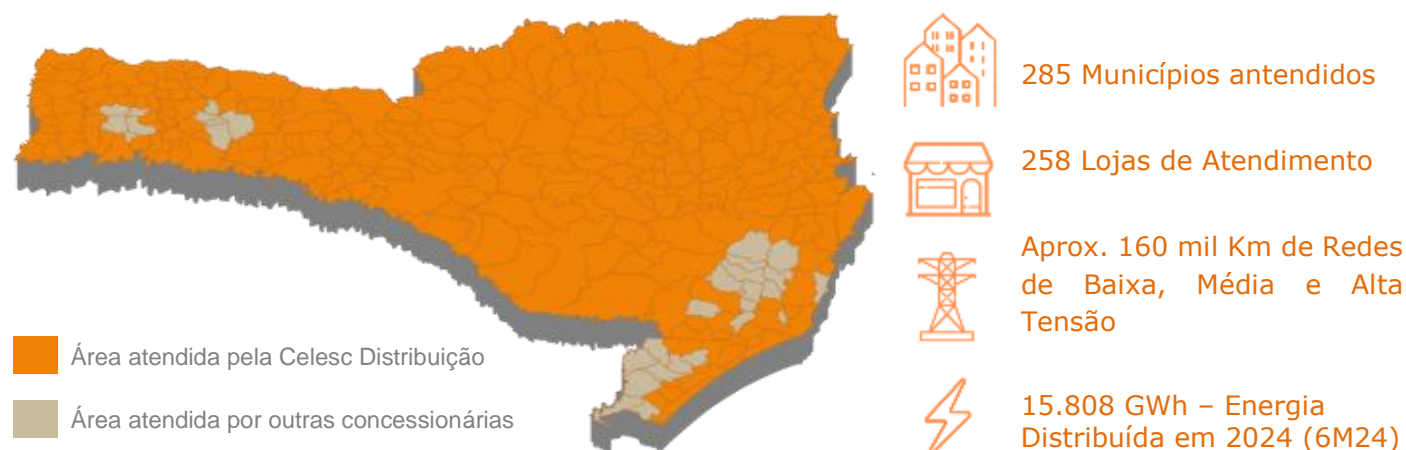 285 Municípios antendidos
258 Lojas de Atendimento
Aprox. 160 mil Km de Redes
de Baixa, Média e Alta
Tensão
15.808 GWh – Energia
Distribuída em 2024 (6M24)
Área atendida pela Celesc Distribuição
Área atendida por outras concessionárias